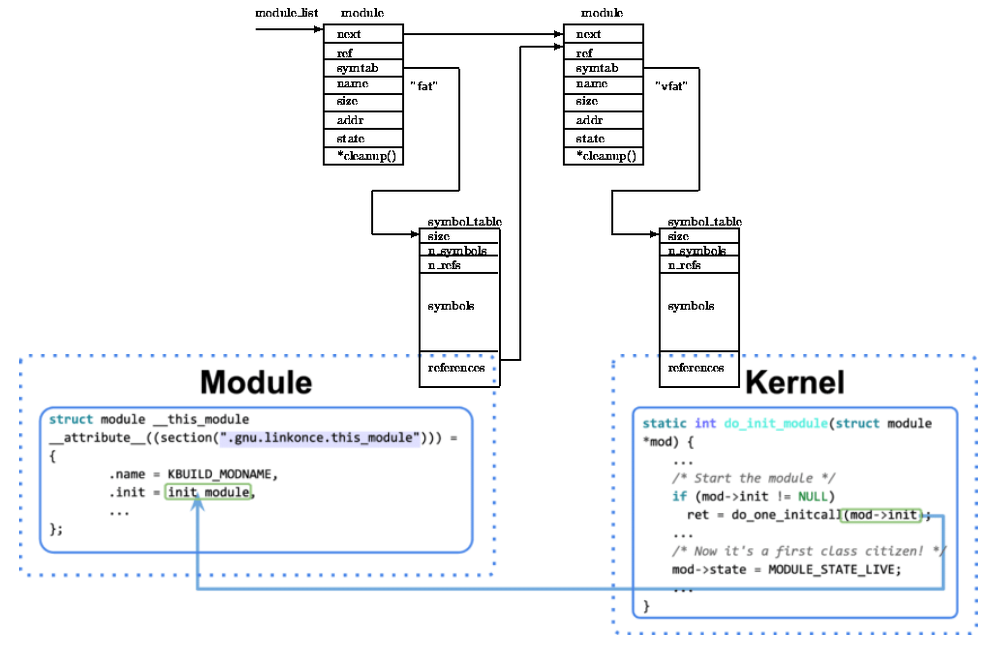 module_list
module
module
next
ref
symtab
name
size
addr
state
*cleanup()
"fat"
next
ref
symtab
name
size
addr
state
*cleanup()
"vfat"
symbol_table
size
n_symbols
n_refs
symbols
references
symbol_table
size
n_symbols
n_refs
symbols
references
Module
struct module __this_module
__attribute__((section(".gnu.linkonce.this_module"))) =
{
.name = KBUILD_MODNAME,
.init = init_module,
...
};
Kernel
static int do_init_module(struct module
*mod) {
...
/* Start the module */
if (mod->init != NULL)
ret = do_one_initcall(mod->init);
...
/* Now it's a first class citizen! */
mod->state = MODULE_STATE_LIVE;
...
}